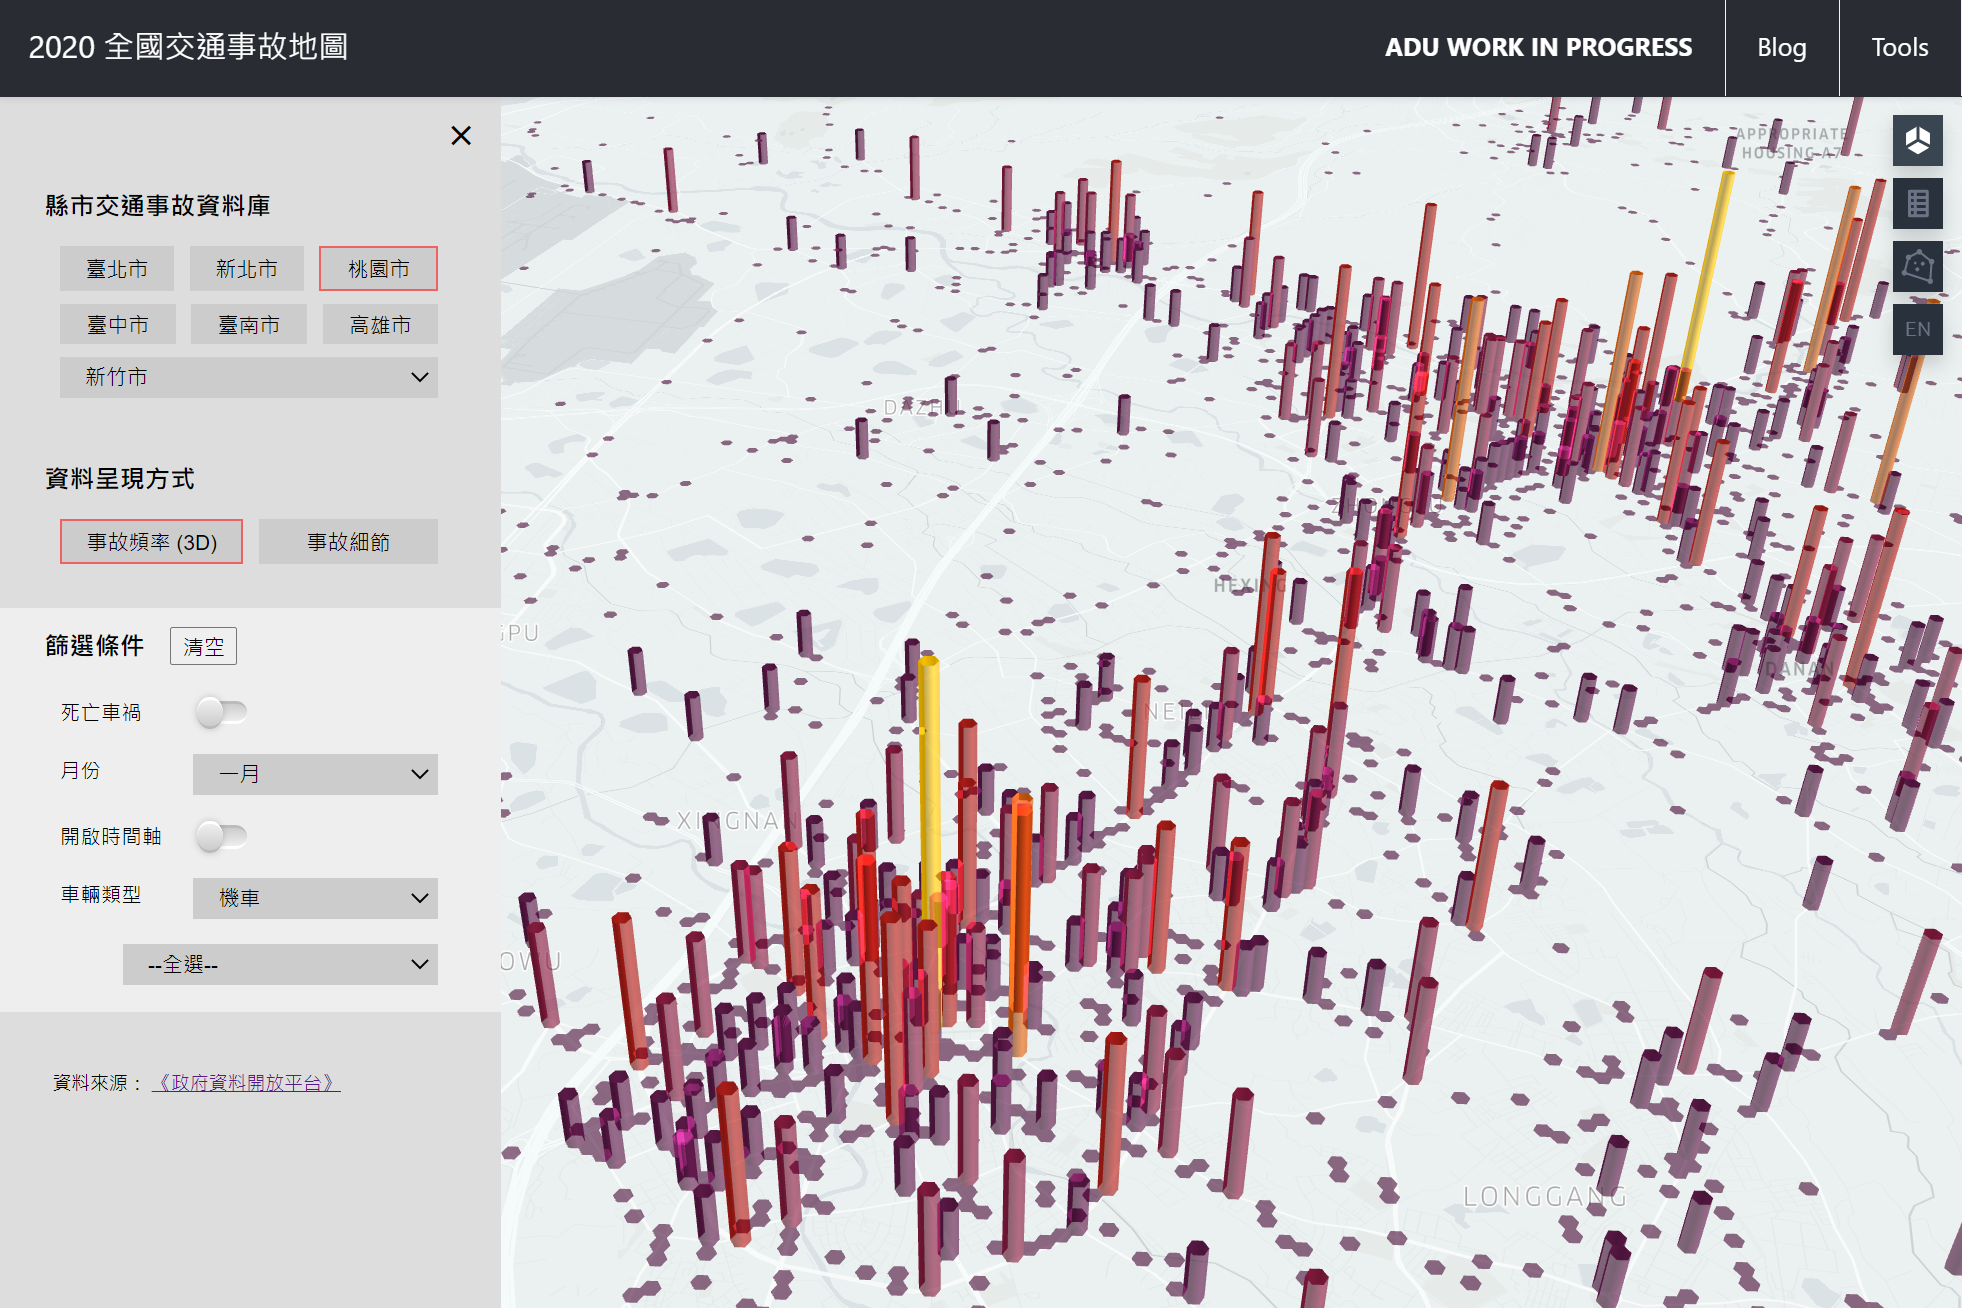 2020 全國交通事故地圖
ADU WORK IN PROGRESS
Blog
Tools
縣市交通事故資料庫
臺北市
新北市
桃園市
臺中市
臺南市
高雄市
新竹市
資料呈現方式
事故頻率 (3D)
事故細節
篩選條件
清空
死亡車禍
月份
一月
開啟時間軸
車輛類型
機車
--全選--
資料來源：《政府資料開放平台》
APPROPRIATE
HOUSING A7
EN
HEXING
DANAN
XINGNAN
LONGGANG